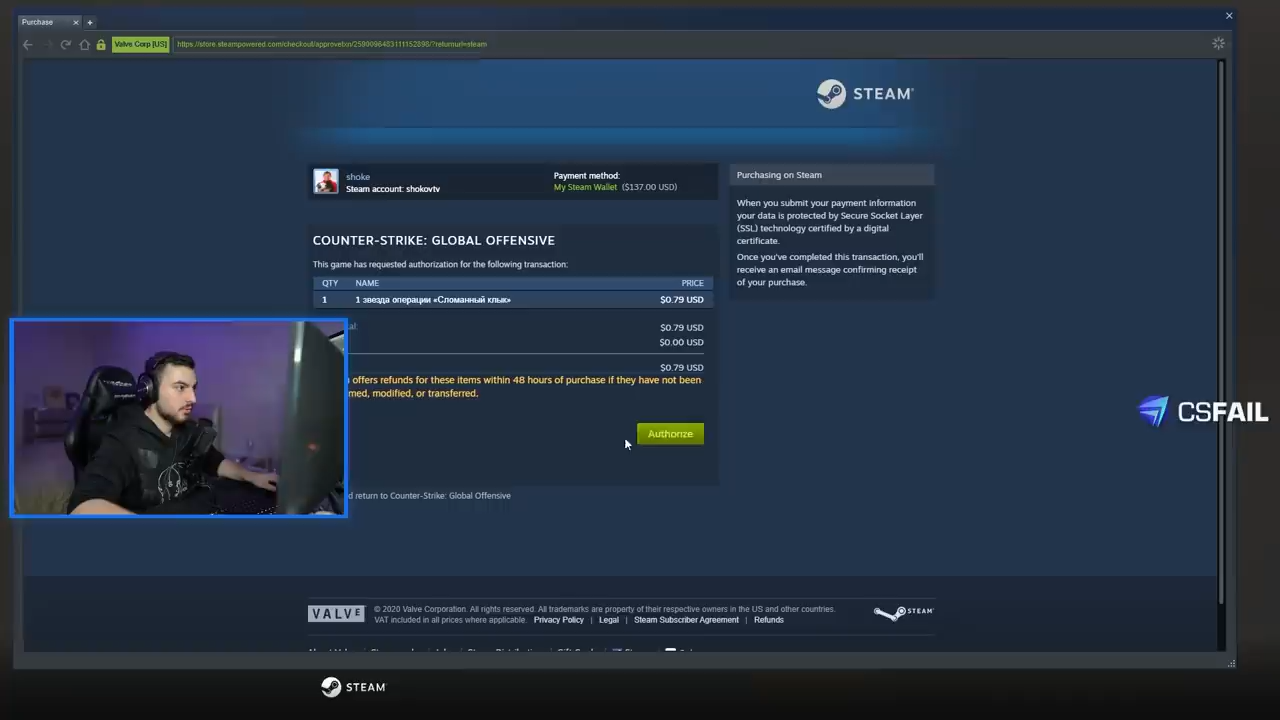 Purchase
Valve Corp [US]
https://store.steampowered.com/checkout/approvetxn/2590096483111152898/?returnurl=steam
STEAM
shoke
Steam account: shokovtv
Payment method:
My Steam Wallet ($137.00 USD)
Purchasing on Steam
When you submit your payment information
your data is protected by Secure Socket Layer
(SSL) technology certified by a digital
certificate.
Once you've completed this transaction, you'll
receive an email message confirming receipt
of your purchase.
COUNTER-STRIKE: GLOBAL OFFENSIVE
This game has requested authorization for the following transaction:
QTY NAME PRICE
1 1 звезда операции «Сломанный клык» $0.79 USD
al: $0.79 USD
$0.00 USD
$0.79 USD
offers refunds for these items within 48 hours of purchase if they have not been
med, modified, or transferred.
Authorize
CSFAIL
d return to Counter-Strike: Global Offensive
VALVE
© 2020 Valve Corporation. All rights reserved. All trademarks are property of their respective owners in the US and other countries.
VAT included in all prices where applicable. Privacy Policy | Legal | Steam Subscriber Agreement | Refunds
STEAM
STEAM